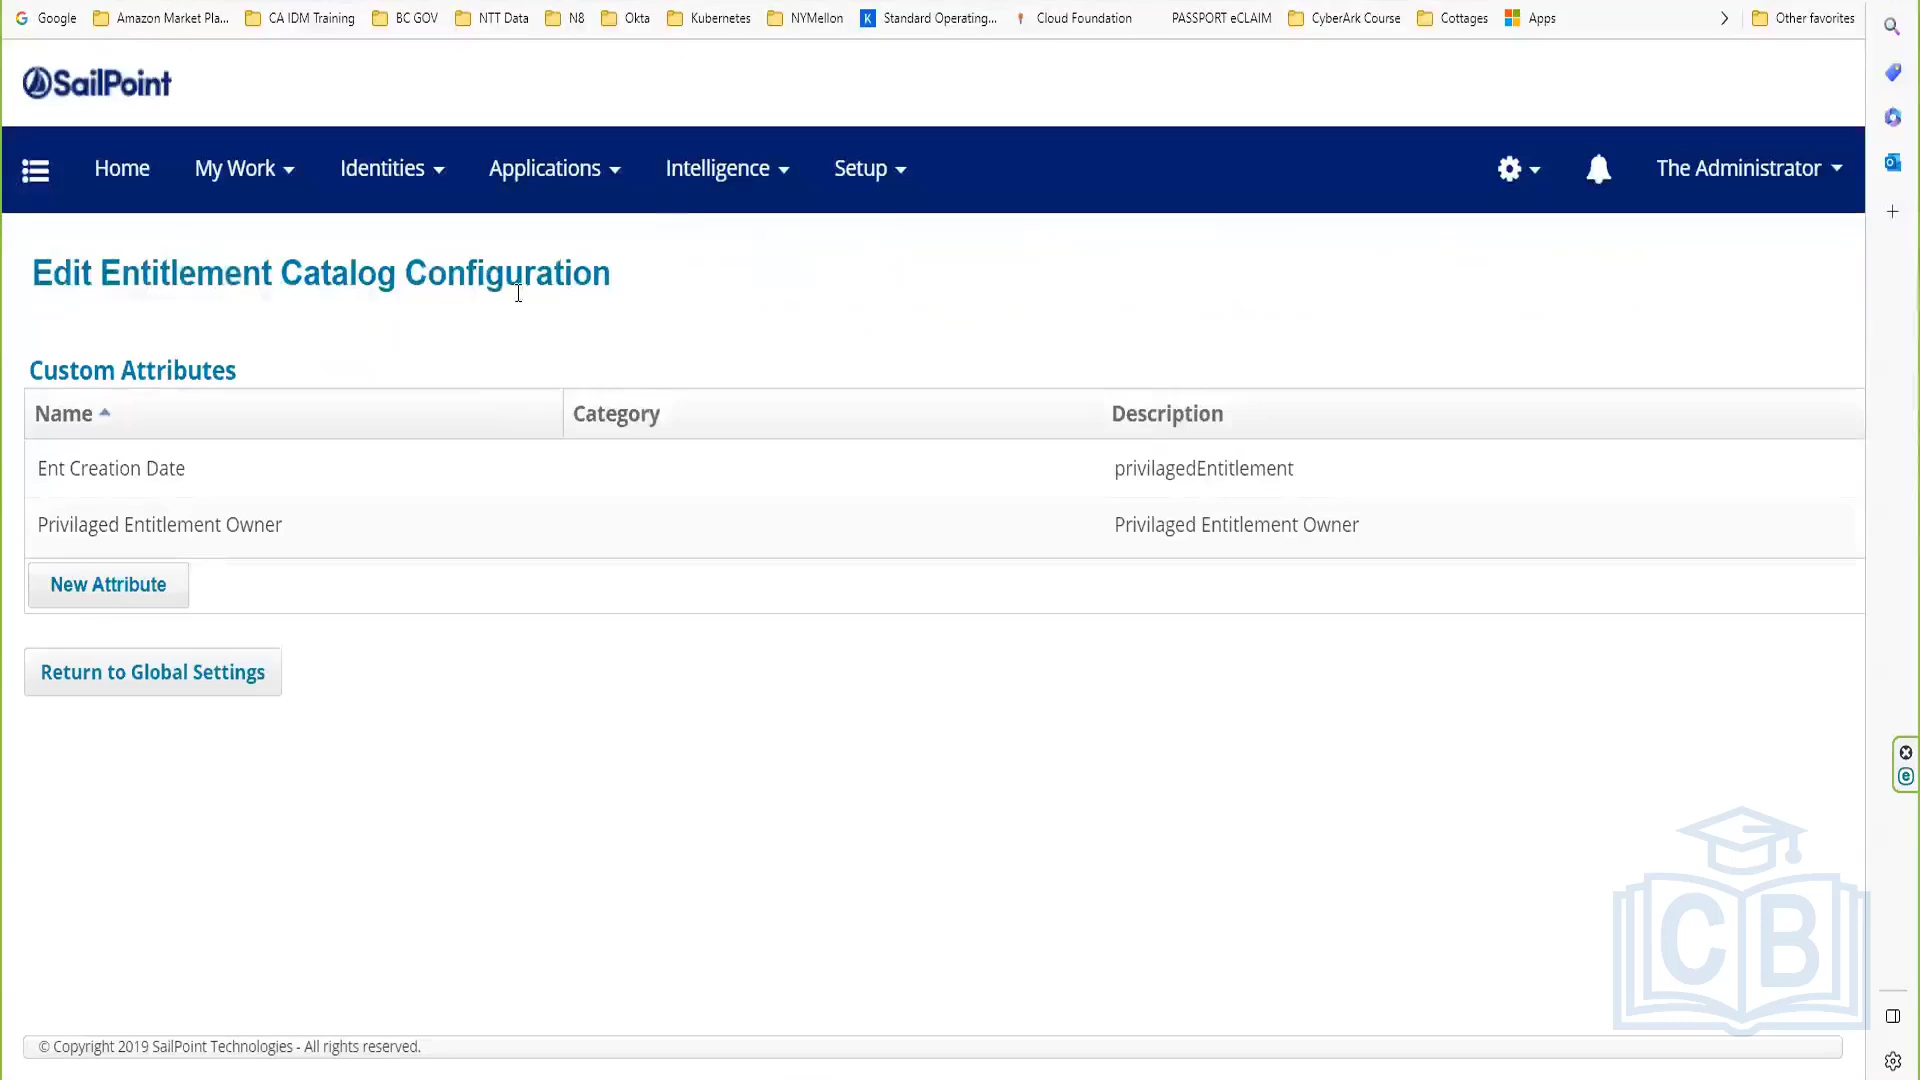 Google Amazon Market Pla... CA IDM Training BC GOV NTT Data N8 Okta Kubernetes NYMellon K Standard Operating... Cloud Foundation PASSPORT eCLAIM CyberArk Course Cottages Apps Other favorites
SailPoint
Home My Work Identities Applications Intelligence Setup The Administrator
Edit Entitlement Catalog Configuration
Custom Attributes
Name Category Description
Ent Creation Date privilagedEntitlement
Privilaged Entitlement Owner Privilaged Entitlement Owner
New Attribute
Return to Global Settings
CB
© Copyright 2019 SailPoint Technologies - All rights reserved.